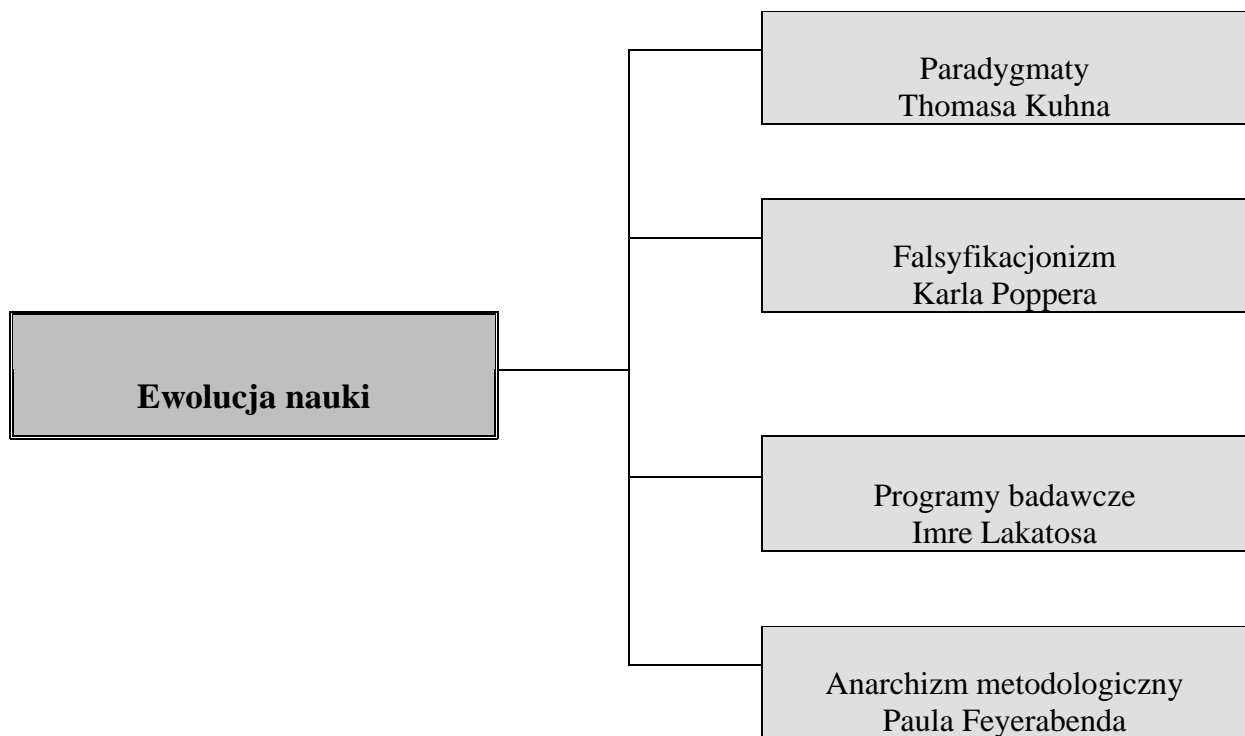 Paradygmaty
Thomasa Kuhna
Falsyfikacjonizm
Karla Poppera
Ewolucja nauki
Programy badawcze
Imre Lakatosa
Anarchizm metodologiczny
Paula Feyerabenda